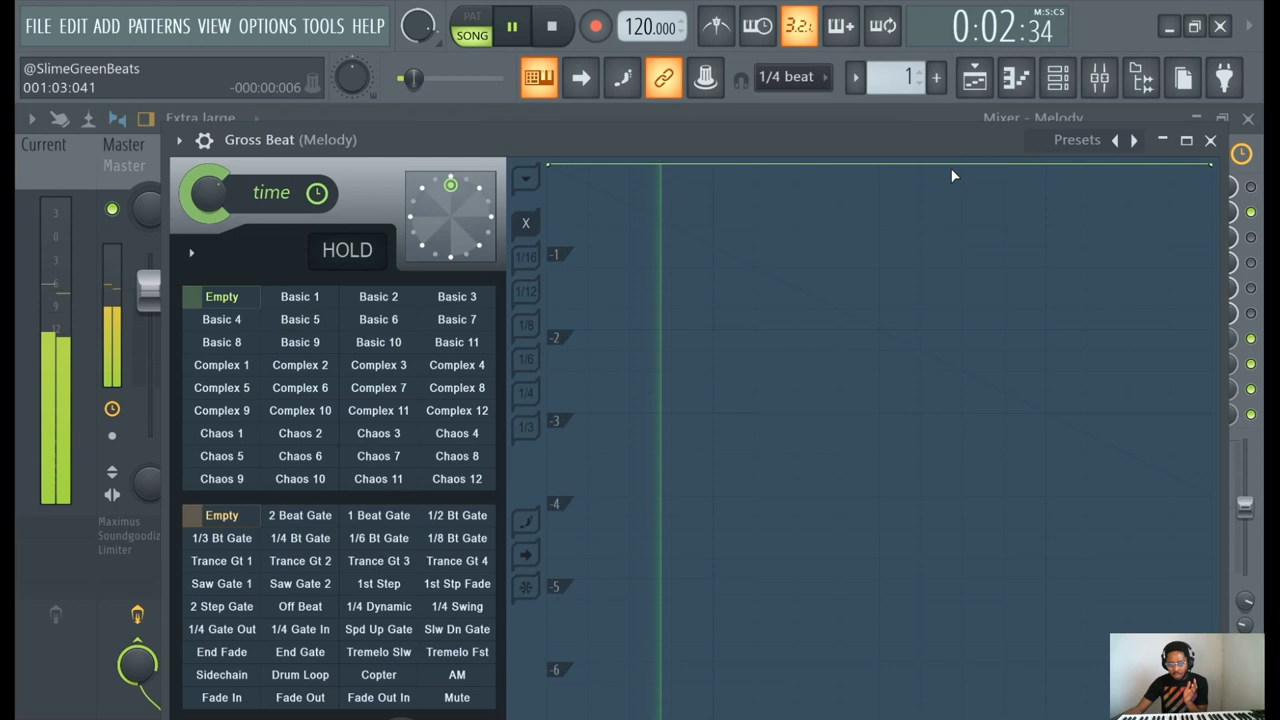 FILE EDIT ADD PATTERNS VIEW OPTIONS TOOLS HELP
PAT
SONG
120.000
3.2.
0:02:34
M:S:CS
@SlimeGreenBeats
001:03:041
-000:00:006
1/4 beat
1
Extra large
Mixer - Melody
Current
Master
Master
Gross Beat (Melody)
Presets
time
HOLD
Empty Basic 1 Basic 2 Basic 3
Basic 4 Basic 5 Basic 6 Basic 7
Basic 8 Basic 9 Basic 10 Basic 11
Complex 1 Complex 2 Complex 3 Complex 4
Complex 5 Complex 6 Complex 7 Complex 8
Complex 9 Complex 10 Complex 11 Complex 12
Chaos 1 Chaos 2 Chaos 3 Chaos 4
Chaos 5 Chaos 6 Chaos 7 Chaos 8
Chaos 9 Chaos 10 Chaos 11 Chaos 12
Empty 2 Beat Gate 1 Beat Gate 1/2 Bt Gate
1/3 Bt Gate 1/4 Bt Gate 1/6 Bt Gate 1/8 Bt Gate
Trance Gt 1 Trance Gt 2 Trance Gt 3 Trance Gt 4
Saw Gate 1 Saw Gate 2 1st Step 1st Stp Fade
2 Step Gate Off Beat 1/4 Dynamic 1/4 Swing
1/4 Gate Out 1/4 Gate In Spd Up Gate Slw Dn Gate
End Fade End Gate Tremelo Slw Tremelo Fst
Sidechain Drum Loop Copter AM
Fade In Fade Out Fade Out In Mute
X
1/16
1/12
1/8
1/6
1/4
1/3
-1
-2
-3
-4
-5
-6
3
0
3
6
9
12
Maximus
Soundgoodiz
Limiter